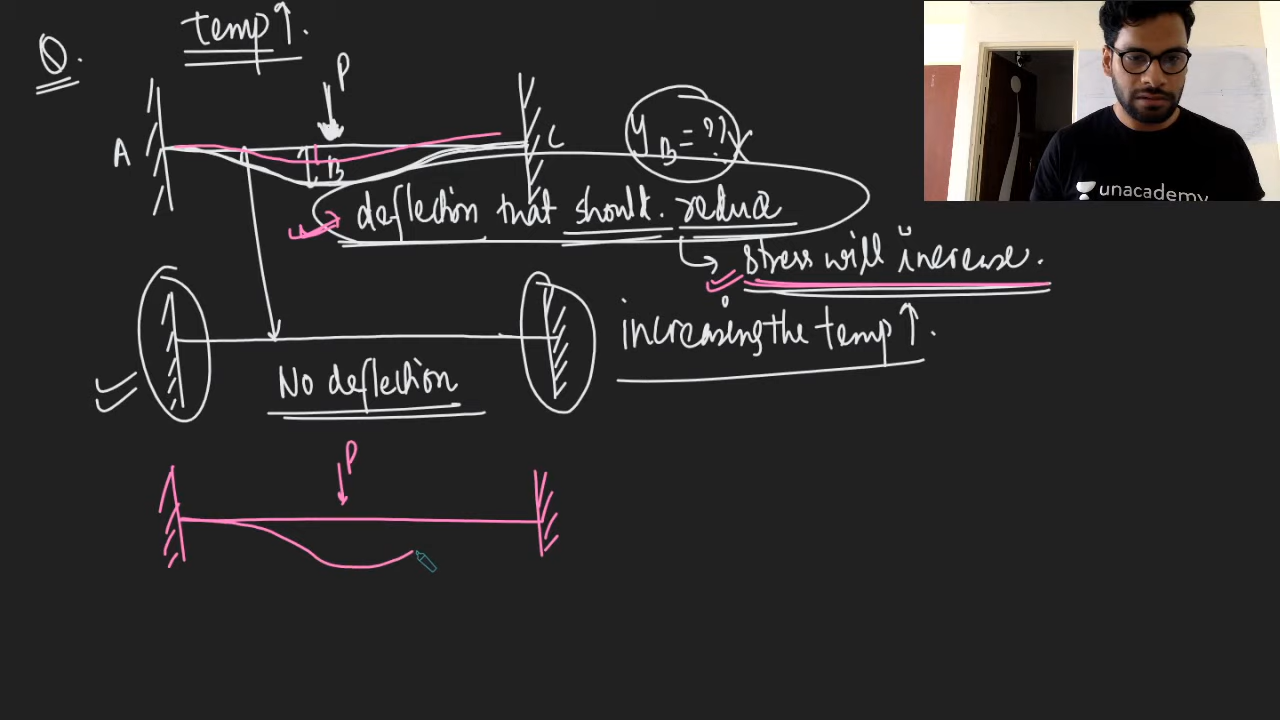 Q.
temp↑.
P
A
B
C
y_B = ??
deflection that should. reduce
stress will increase.
increasing the temp↑.
No deflection
P
unacademy